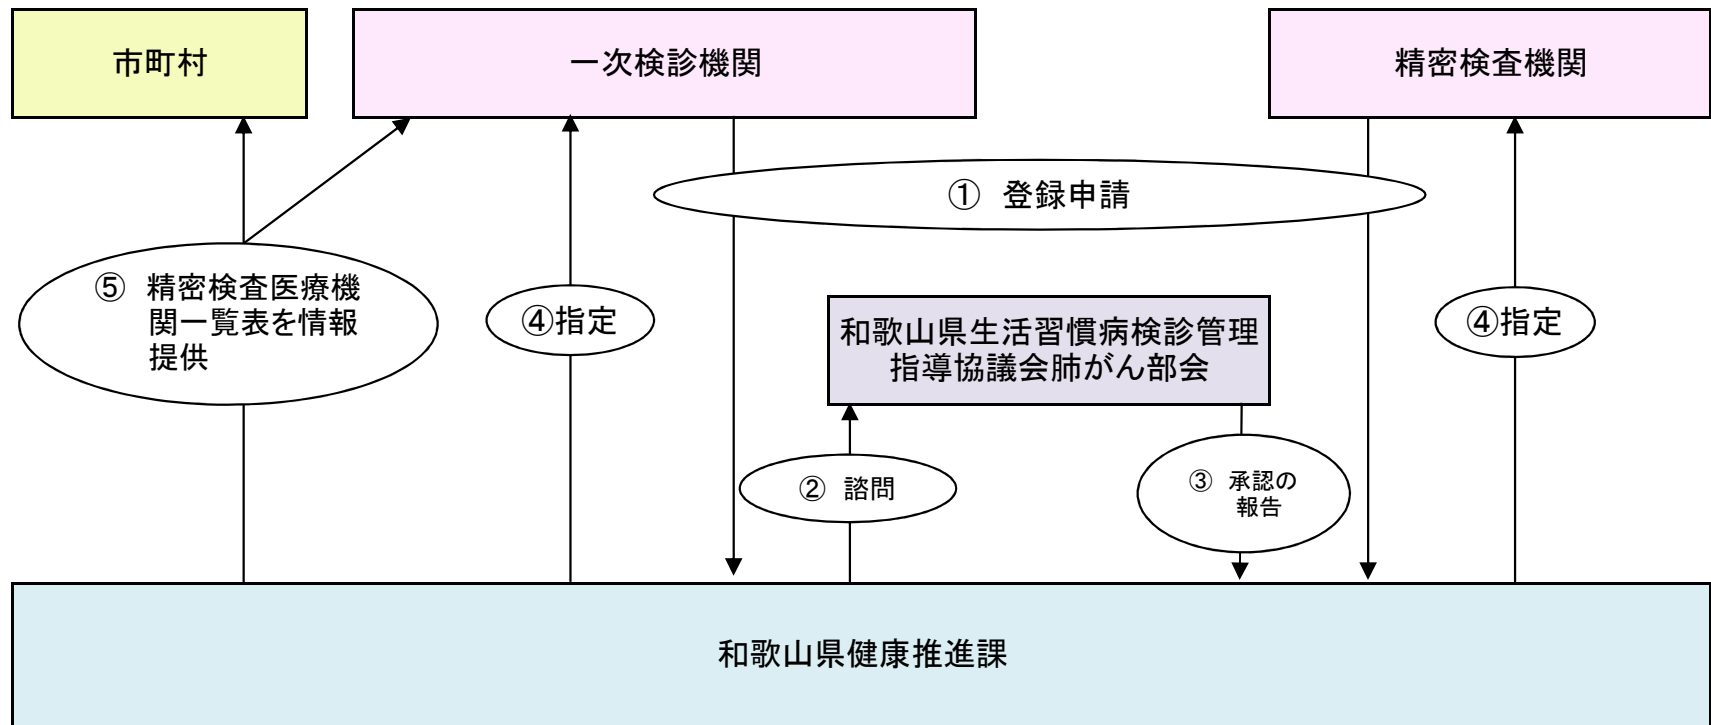 市町村
一次検診機関
精密検査機関
① 登録申請
⑤ 精密検査医療機
関一覧表を情報
提供
④指定
④指定
和歌山県生活習慣病検診管理
指導協議会肺がん部会
② 諮問
③ 承認の
報告
和歌山県健康推進課